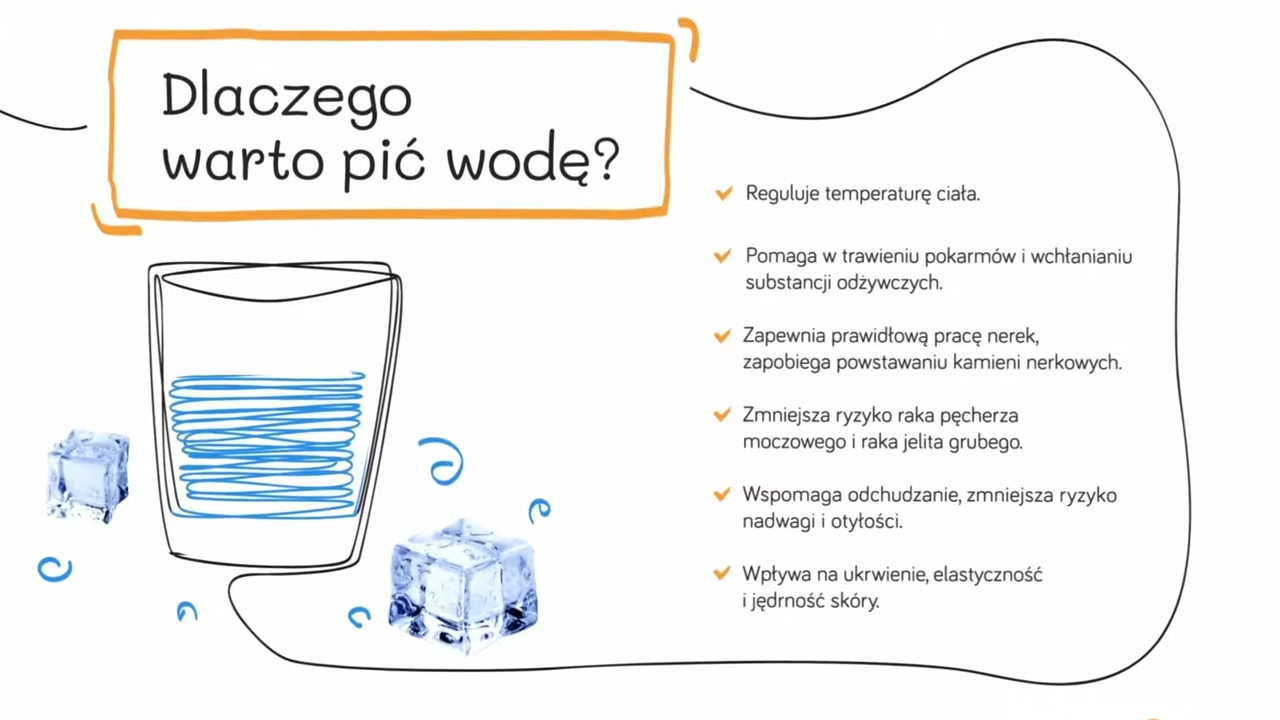 Dlaczego
warto pić wodę?
Reguluje temperaturę ciała.
Pomaga w trawieniu pokarmów i wchłanianiu
substancji odżywczych.
Zapewnia prawidłową pracę nerek,
zapobiega powstawaniu kamieni nerkowych.
Zmniejsza ryzyko raka pęcherza
moczowego i raka jelita grubego.
Wspomaga odchudzanie, zmniejsza ryzyko
nadwagi i otyłości.
Wpływa na ukrwienie, elastyczność
i jędrność skóry.